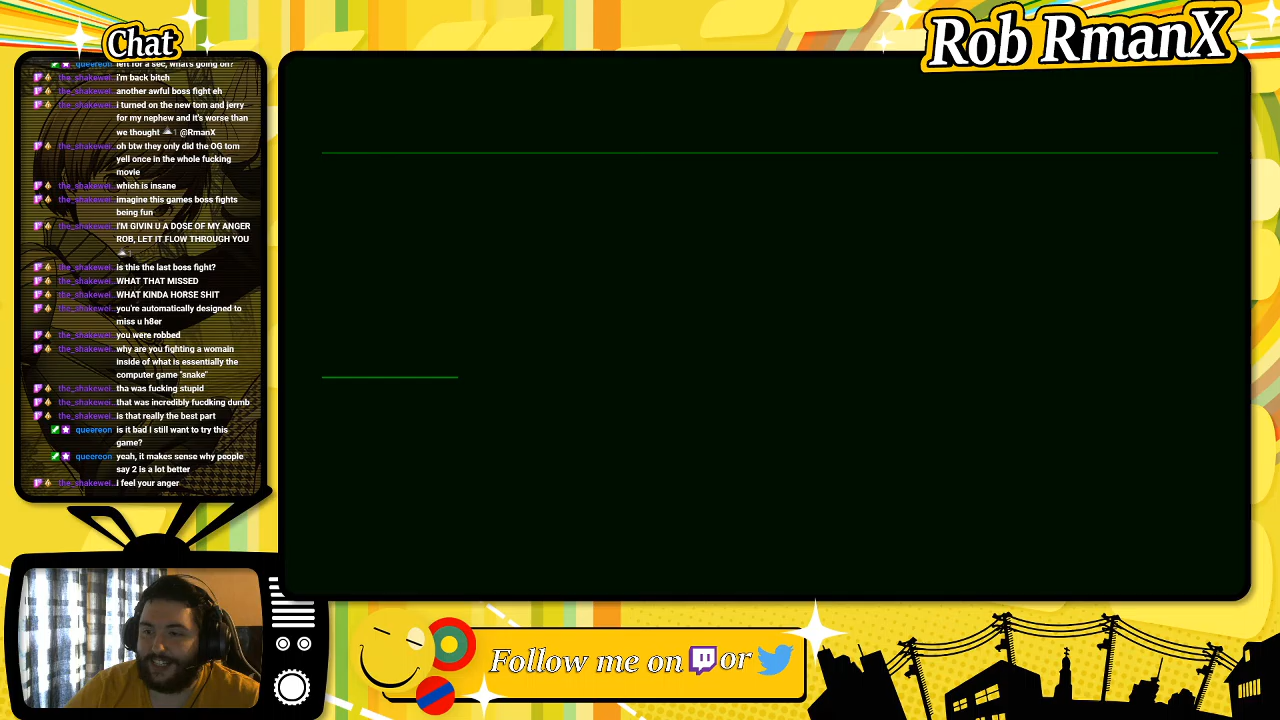 Chat
Rob RmanX
queereon left for a sec, what's going on?
the_shakewei.. I'm back bitch
the_shakewei.. another awful boss fight eh
the_shakewei.. I turned on the new tom and jerry
for my nephew and it's worse than
we thought 1 @RmanX
the_shakewei.. oh btw they only did the OG tom
yell once in the whole fucking
movie
the_shakewei.. which is insane
the_shakewei.. imagine this games boss fights
being fun
the_shakewei.. I'M GIVIN U A DOSE OF MY ANGER
ROB, LET IT FLOW THROUGH YOU
the_shakewei.. is this the last boss fight?
the_shakewei.. WHAT THAT MISSED
the_shakewei.. WHAT KINDA HORSE SHIT
the_shakewei.. you're automatically designed to
miss u h8er
the_shakewei.. you were robbed
the_shakewei.. why are you fighting a womain
inside of what is essentially the
computer game "snake"
the_shakewei.. tha was fucking stupid
the_shakewei.. that was incredibly fucdking dumb
the_shakewei.. is that really the best part
queereon is it bad i still want to try this
game?
queereon yeah, it makes sense why people
say 2 is a lot better
the_shakewei.. I feel your anger
Follow me on or